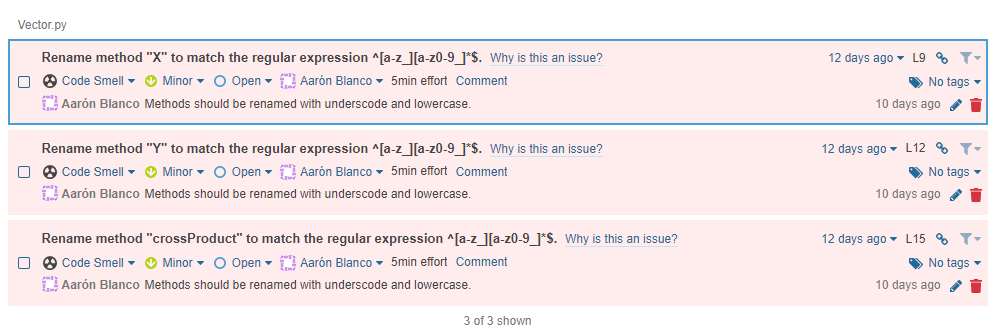 Vector.py
Rename method "X" to match the regular expression ^[a-z_][a-z0-9_]*$. Why is this an issue? 12 days ago L9
Code Smell Minor Open Aarón Blanco 5min effort Comment No tags
Aarón Blanco Methods should be renamed with underscode and lowercase. 10 days ago
Rename method "Y" to match the regular expression ^[a-z_][a-z0-9_]*$. Why is this an issue? 12 days ago L12
Code Smell Minor Open Aarón Blanco 5min effort Comment No tags
Aarón Blanco Methods should be renamed with underscode and lowercase. 10 days ago
Rename method "crossProduct" to match the regular expression ^[a-z_][a-z0-9_]*$. Why is this an issue? 12 days ago L15
Code Smell Minor Open Aarón Blanco 5min effort Comment No tags
Aarón Blanco Methods should be renamed with underscode and lowercase. 10 days ago
3 of 3 shown